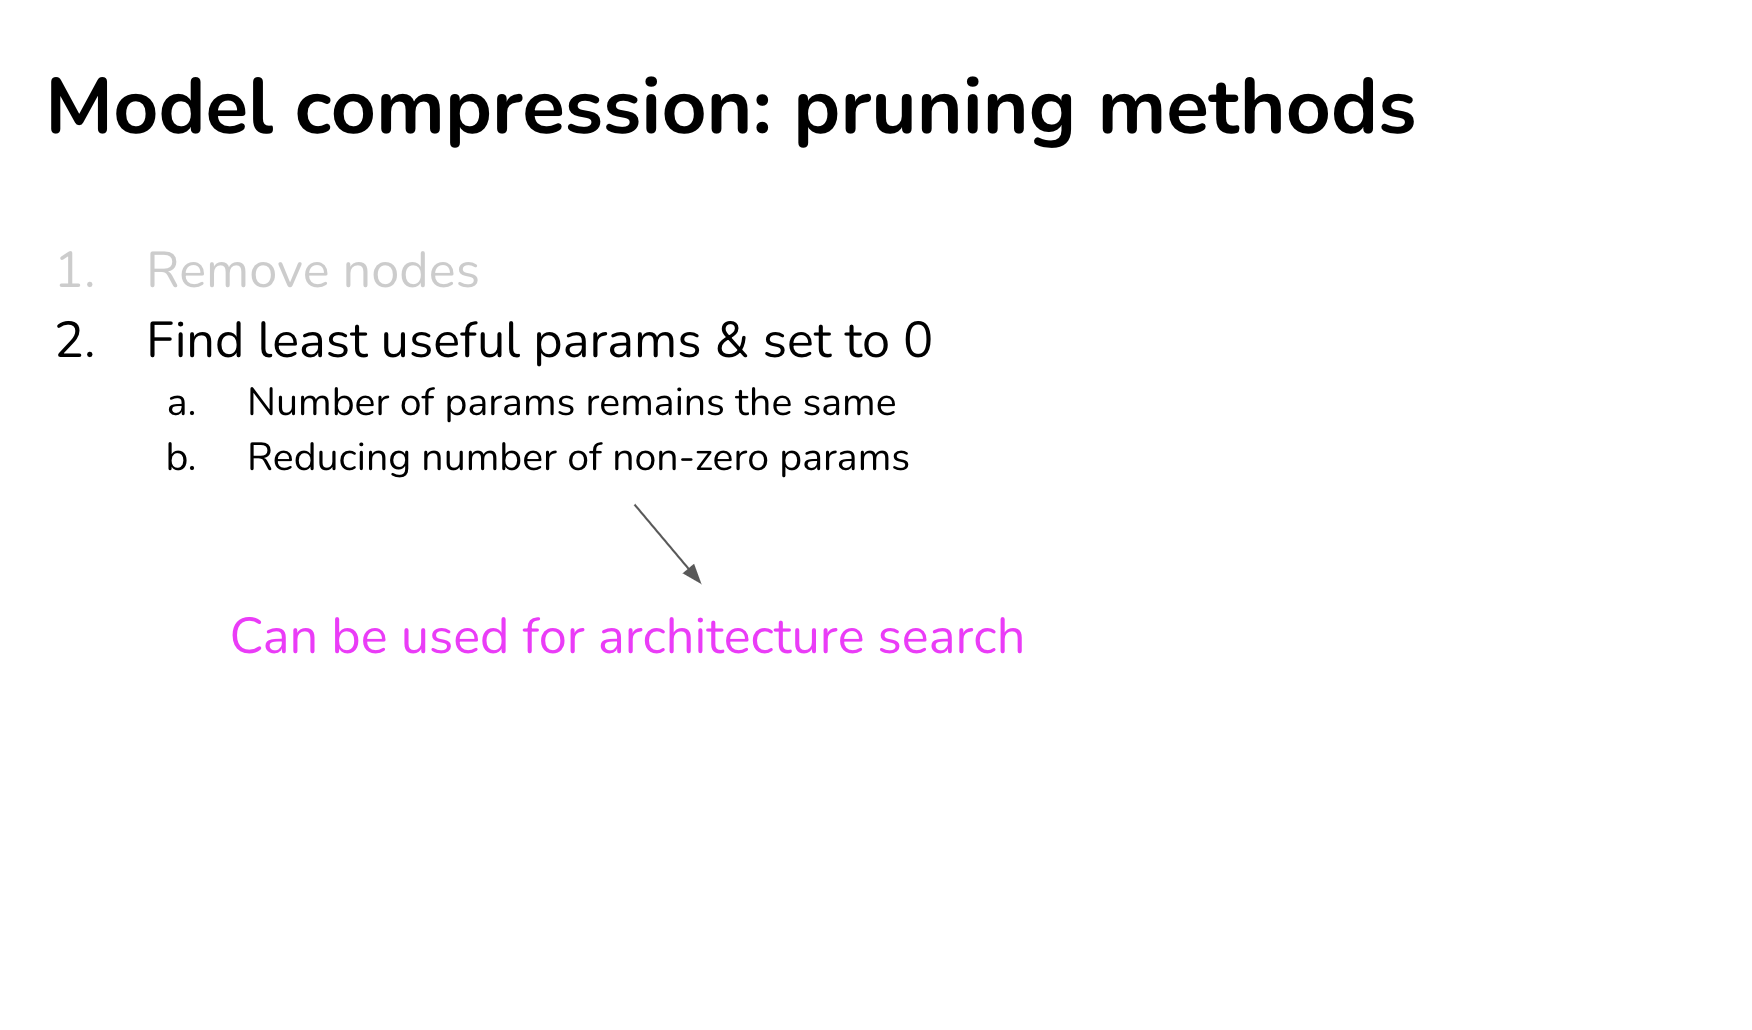 Model compression: pruning methods
1. Remove nodes
2. Find least useful params & set to 0
a. Number of params remains the same
b. Reducing number of non-zero params
Can be used for architecture search